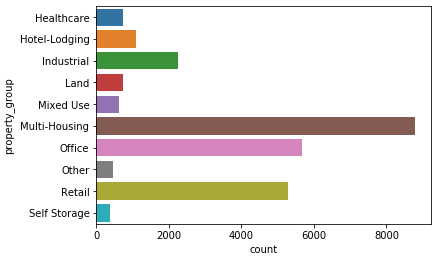 property_group
Healthcare
Hotel-Lodging
Industrial
Land
Mixed Use
Multi-Housing
Office
Other
Retail
Self Storage
0 2000 4000 6000 8000
count